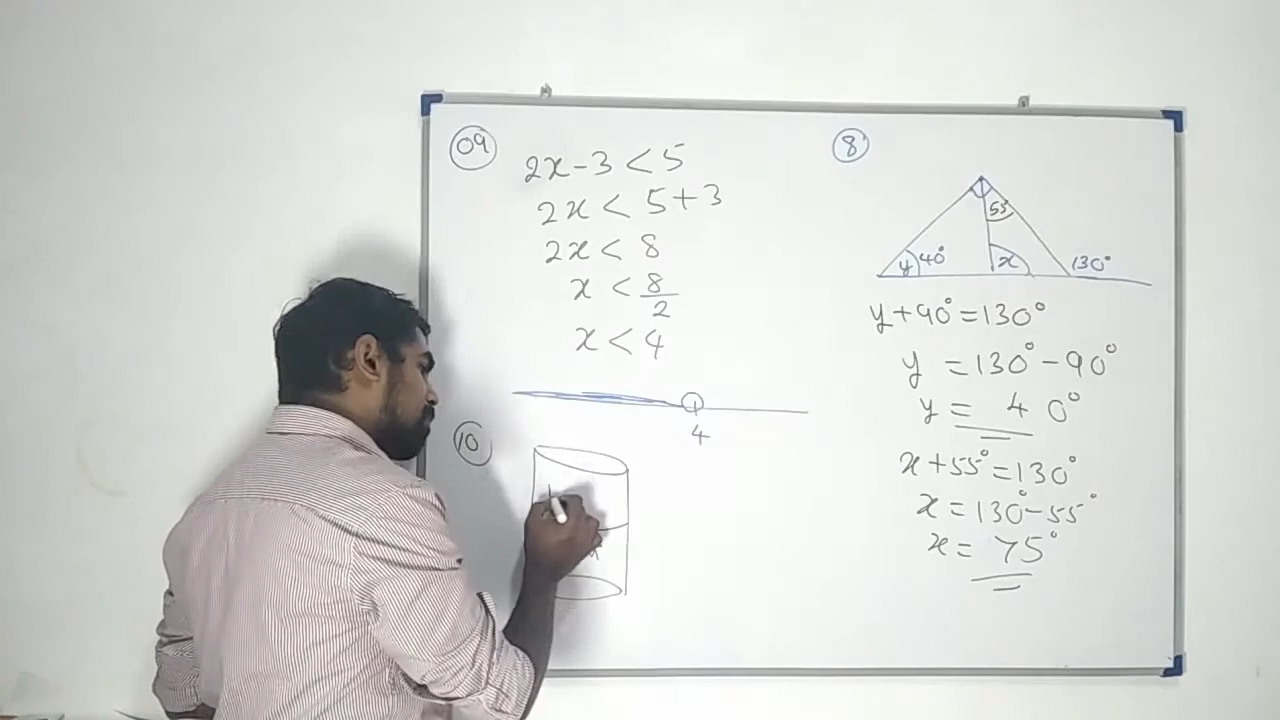 09
2x - 3 < 5
2x < 5 + 3
2x < 8
x < 8/2
x < 4
4
10
8
55
y 40° x 130°
y + 90° = 130°
y = 130° - 90°
y = 40°
x + 55° = 130°
x = 130° - 55°
x = 75°